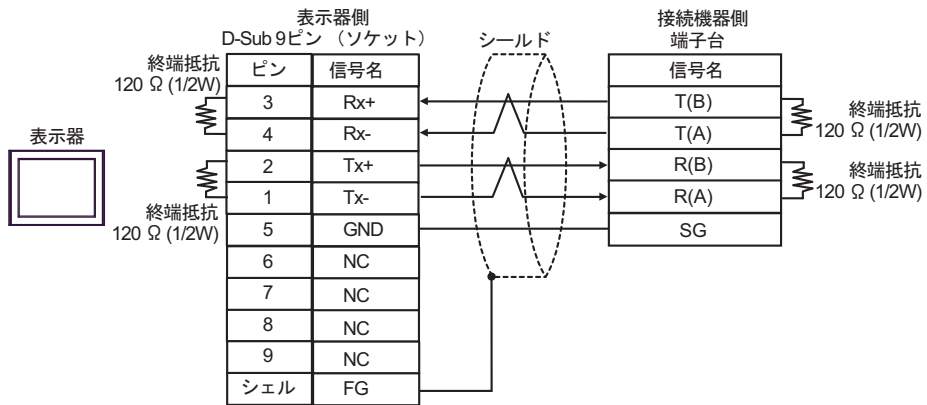 表示器側
D-Sub 9ピン （ソケット）
シールド
接続機器側
端子台
終端抵抗
120 Ω (1/2W)
ピン 信号名
信号名
3 Rx+
T(B)
終端抵抗
120 Ω (1/2W)
4 Rx-
T(A)
表示器
2 Tx+
R(B)
終端抵抗
120 Ω (1/2W)
1 Tx-
R(A)
終端抵抗
120 Ω (1/2W)
5 GND
SG
6 NC
7 NC
8 NC
9 NC
シェル FG